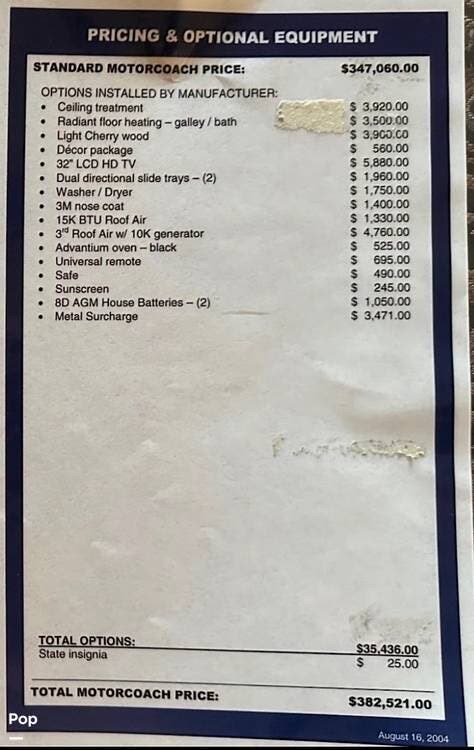 PRICING & OPTIONAL EQUIPMENT
STANDARD MOTORCOACH PRICE: $347,060.00
OPTIONS INSTALLED BY MANUFACTURER:
• Ceiling treatment $ 3,920.00
• Radiant floor heating – galley / bath $ 3,500.00
• Light Cherry wood $ 3,900.00
• Décor package $ 560.00
• 32" LCD HD TV $ 5,880.00
• Dual directional slide trays – (2) $ 1,960.00
• Washer / Dryer $ 1,750.00
• 3M nose coat $ 1,400.00
• 15K BTU Roof Air $ 1,330.00
• 3rd Roof Air w/ 10K generator $ 4,760.00
• Advantium oven – black $ 525.00
• Universal remote $ 695.00
• Safe $ 490.00
• Sunscreen $ 245.00
• 8D AGM House Batteries – (2) $ 1,050.00
• Metal Surcharge $ 3,471.00
TOTAL OPTIONS: $35,436.00
State insignia $ 25.00
TOTAL MOTORCOACH PRICE: $382,521.00
Pop
August 16, 2004